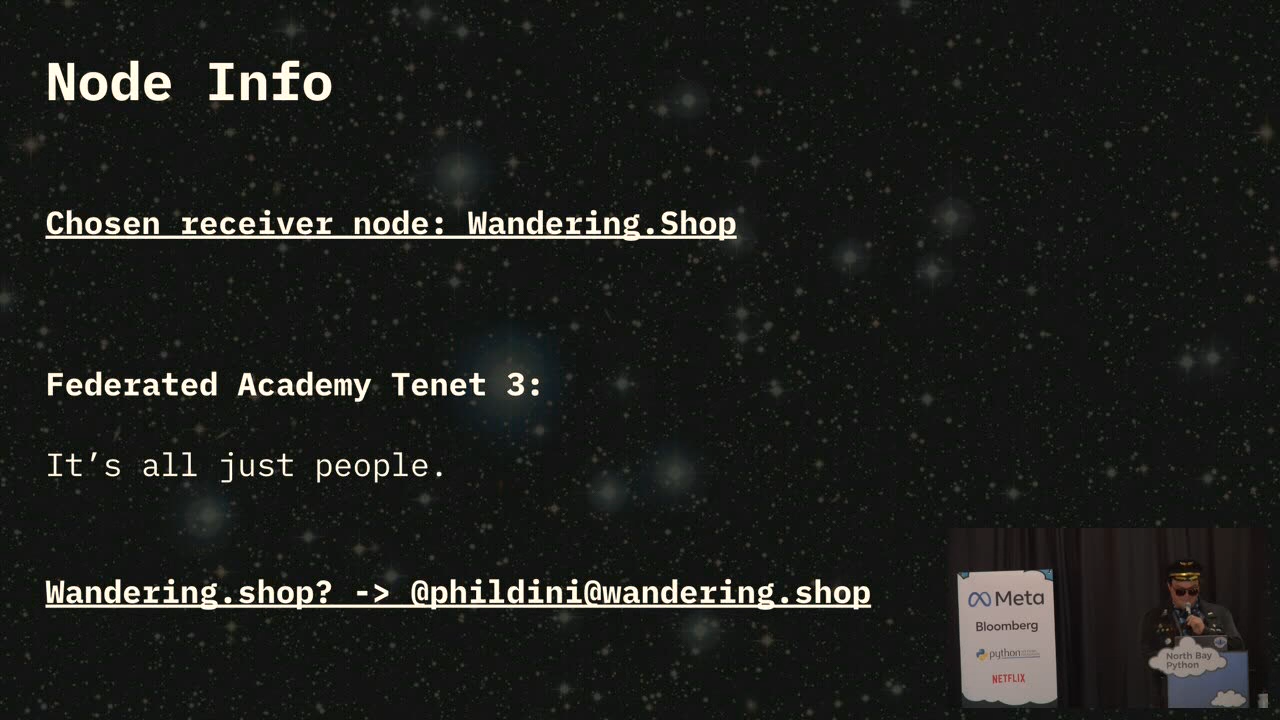 Node Info
Chosen receiver node: Wandering.Shop
Federated Academy Tenet 3:
It’s all just people.
Wandering.shop? -> @phildini@wandering.shop
Meta
Bloomberg
python
NETFLIX
North Bay
Python